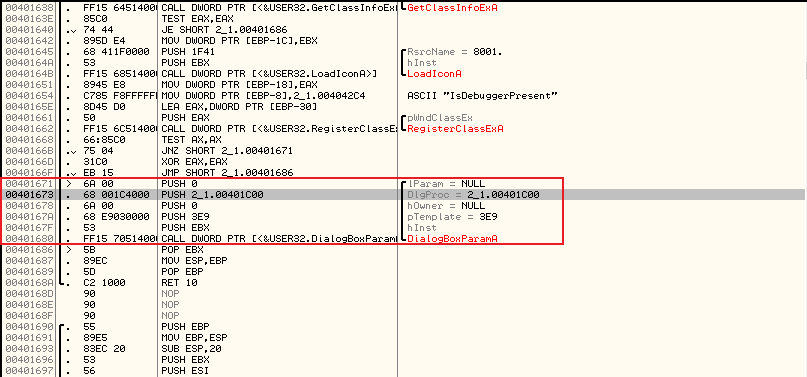 00401638 . FF15 64514000 CALL DWORD PTR [<&USER32.GetClassInfoEx GetClassInfoExA
0040163E . 85C0 TEST EAX,EAX
00401640 . 74 44 JE SHORT 2_1.00401686
00401642 . 895D E4 MOV DWORD PTR [EBP-1C],EBX
00401645 . 68 411F0000 PUSH 1F41 RsrcName = 8001.
0040164A . 53 PUSH EBX hInst
0040164B . FF15 68514000 CALL DWORD PTR [<&USER32.LoadIconA>] LoadIconA
00401651 . 8945 E8 MOV DWORD PTR [EBP-18],EAX
00401654 . C785 F8FFFFFF MOV DWORD PTR [EBP-8],2_1.004042C4 ASCII "IsDebuggerPresent"
0040165E . 8D45 D0 LEA EAX,DWORD PTR [EBP-30]
00401661 . 50 PUSH EAX pWndClassEx
00401662 . FF15 6C514000 CALL DWORD PTR [<&USER32.RegisterClassEx RegisterClassExA
00401668 . 66:85C0 TEST AX,AX
0040166B . 75 04 JNZ SHORT 2_1.00401671
0040166D . 31C0 XOR EAX,EAX
0040166F . EB 15 JMP SHORT 2_1.00401686
00401671 > 6A 00 PUSH 0 lParam = NULL
00401673 . 68 001C4000 PUSH 2_1.00401C00 DlgProc = 2_1.00401C00
00401678 . 6A 00 PUSH 0 hOwner = NULL
0040167A . 68 E9030000 PUSH 3E9 pTemplate = 3E9
0040167F . 53 PUSH EBX hInst
00401680 . FF15 70514000 CALL DWORD PTR [<&USER32.DialogBoxParam DialogBoxParamA
00401686 > 5B POP EBX
00401687 . 89EC MOV ESP,EBP
00401689 . 5D POP EBP
0040168A . C2 1000 RET 10
0040168D 90 NOP
0040168E 90 NOP
0040168F 90 NOP
00401690 . 55 PUSH EBP
00401691 . 89E5 MOV EBP,ESP
00401693 . 83EC 20 SUB ESP,20
00401696 . 53 PUSH EBX
00401697 . 56 PUSH ESI